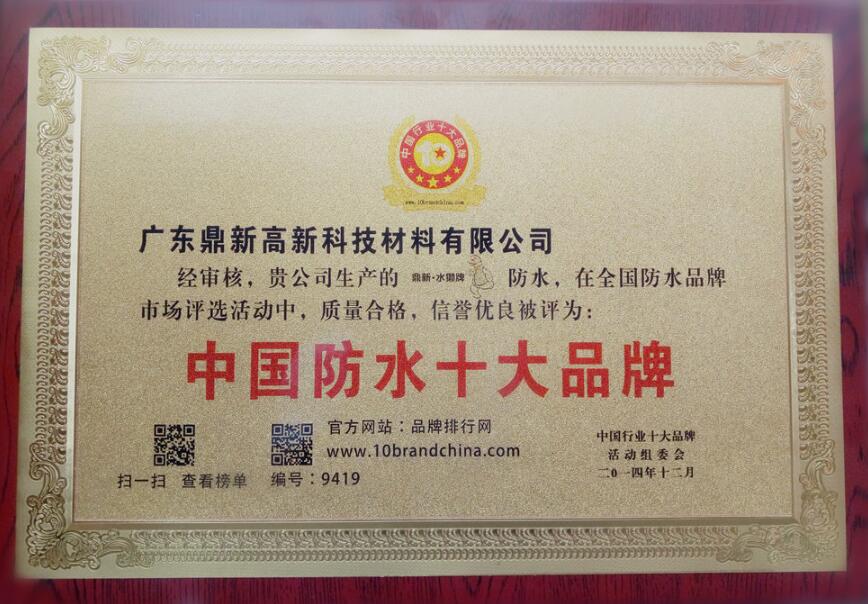 中国行业十大品牌
10
www.10brandchina.com
广东鼎新高新科技材料有限公司
经审核，贵公司生产的 鼎新·水獭牌 防水，在全国防水品牌
市场评选活动中，质量合格，信誉优良被评为：
中国防水十大品牌
官方网站：品牌排行网
www.10brandchina.com
扫一扫 查看榜单 编号：9419
中国行业十大品牌
活动组委会
二0一四年十二月